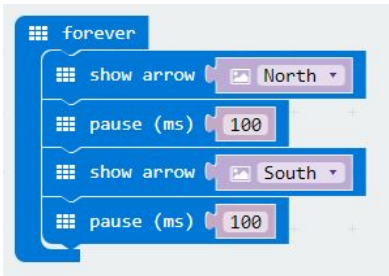 forever
show arrow North
pause (ms) 100
show arrow South
pause (ms) 100